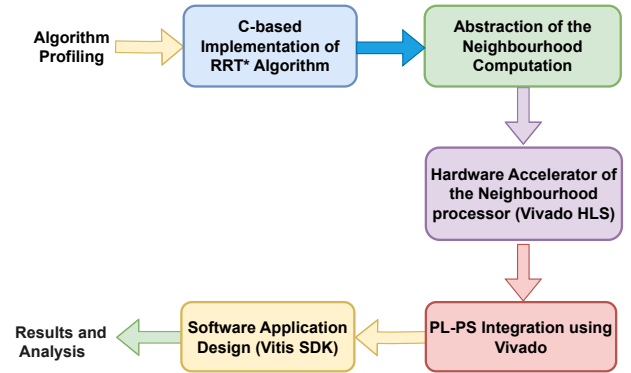 Algorithm
Profiling
C-based
Implementation of
RRT* Algorithm
Abstraction of the
Neighbourhood
Computation
Hardware Accelerator of
the Neighbourhood
processor (Vivado HLS)
PL-PS Integration using
Vivado
Software Application
Design (Vitis SDK)
Results and
Analysis